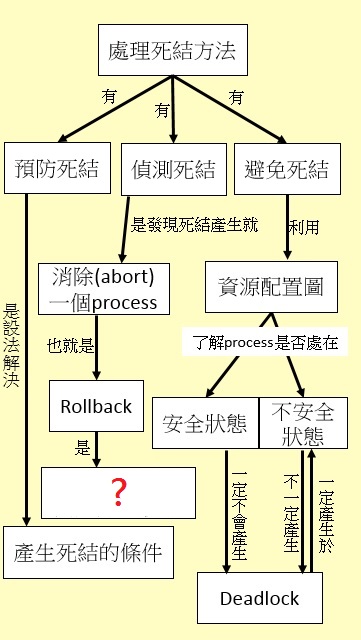 處理死結方法
有
有
有
預防死結
偵測死結
避免死結
是發現死結產生就
利用
消除(abort)
一個process
資源配置圖
是設法解決
也就是
了解process是否處在
Rollback
安全狀態
不安全
狀態
是
?
一定不會產生
不一定產生
一定產生於
產生死結的條件
Deadlock